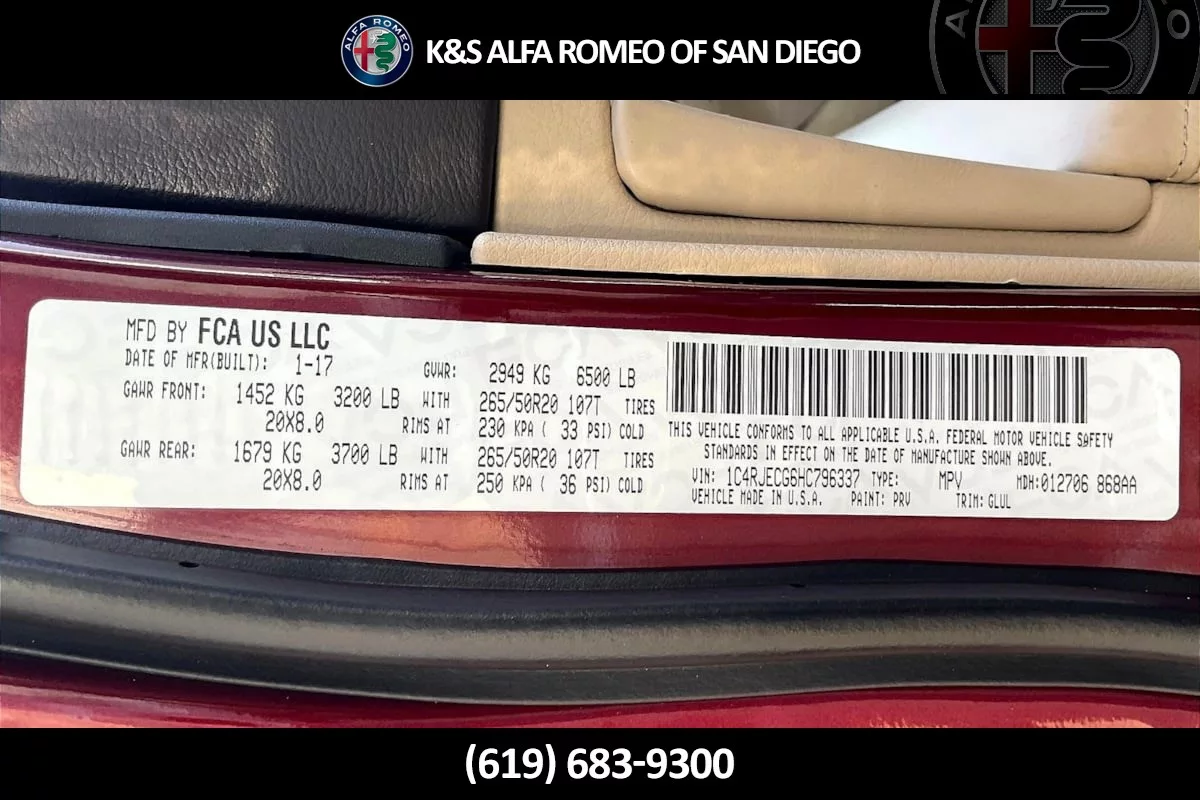 ALFA ROMEO
K&S ALFA ROMEO OF SAN DIEGO
MFD BY FCA US LLC
DATE OF MFR(BUILT): 1-17 GVWR: 2949 KG 6500 LB
GAWR FRONT: 1452 KG 3200 LB WITH 265/50R20 107T TIRES
20X8.0 RIMS AT 230 KPA ( 33 PSI) COLD
GAWR REAR: 1679 KG 3700 LB WITH 265/50R20 107T TIRES
20X8.0 RIMS AT 250 KPA ( 36 PSI) COLD
THIS VEHICLE CONFORMS TO ALL APPLICABLE U.S.A. FEDERAL MOTOR VEHICLE SAFETY
STANDARDS IN EFFECT ON THE DATE OF MANUFACTURE SHOWN ABOVE.
VIN: 1C4RJECG6HC796337 TYPE: MPV MDH:012706 868AA
VEHICLE MADE IN U.S.A. PAINT: PRV TRIM: GLUL
(619) 683-9300